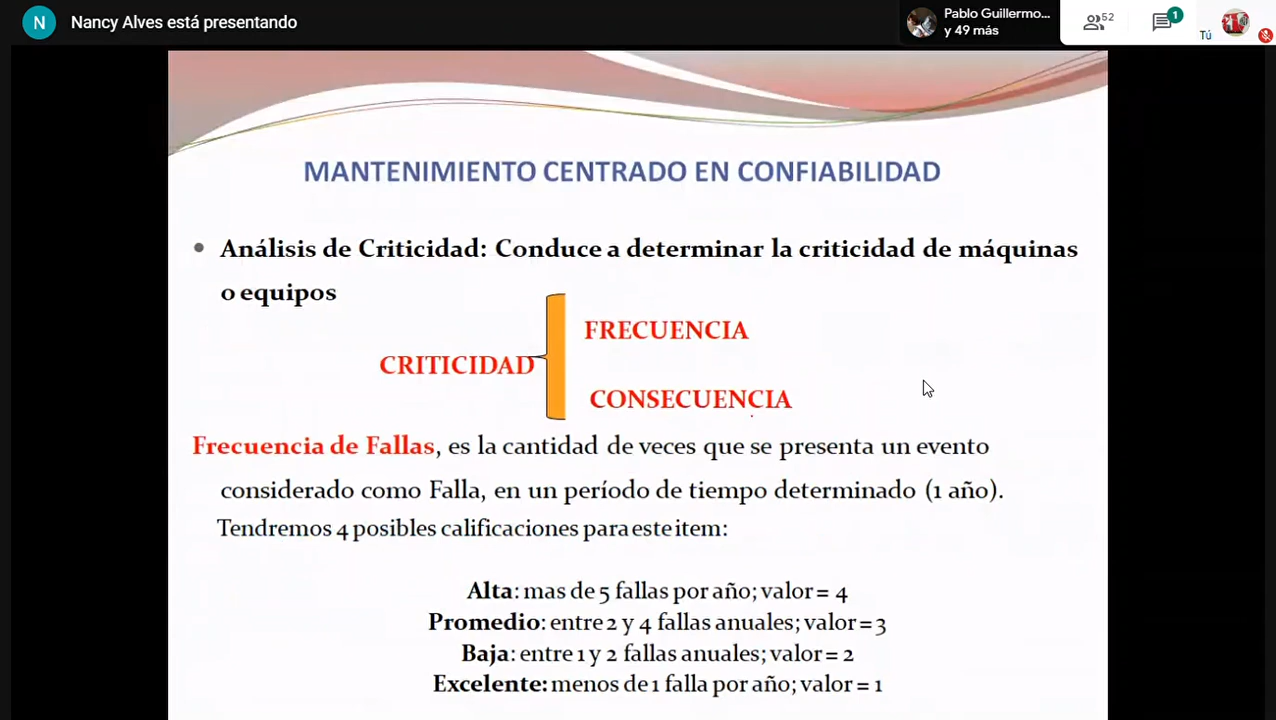 N Nancy Alves está presentando
Pablo Guillermo...
y 49 más
52
1
Tú
MANTENIMIENTO CENTRADO EN CONFIABILIDAD
• Análisis de Criticidad: Conduce a determinar la criticidad de máquinas
o equipos
FRECUENCIA
CRITICIDAD
CONSECUENCIA
Frecuencia de Fallas, es la cantidad de veces que se presenta un evento
considerado como Falla, en un período de tiempo determinado (1 año).
Tendremos 4 posibles calificaciones para este item:
Alta: mas de 5 fallas por año; valor = 4
Promedio: entre 2 y 4 fallas anuales; valor = 3
Baja: entre 1 y 2 fallas anuales; valor = 2
Excelente: menos de 1 falla por año; valor = 1